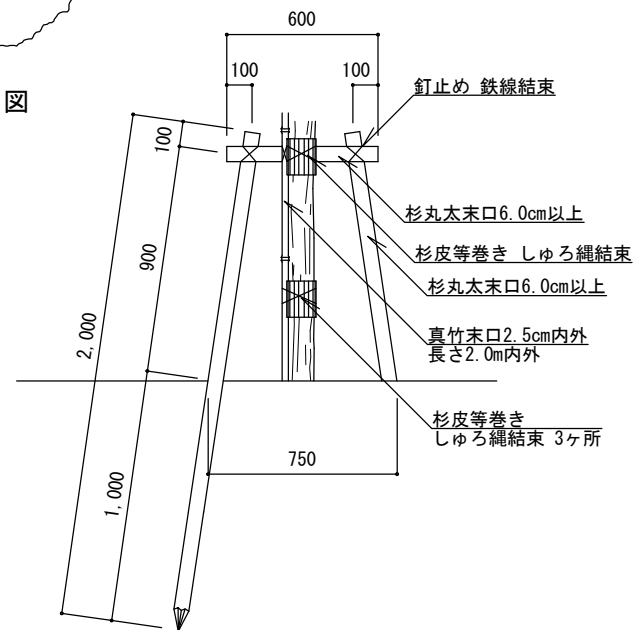 600
100
100
釘止め 鉄線結束
図
100
杉丸太末口6.0cm以上
杉皮等巻き しゅろ縄結束
900
杉丸太末口6.0cm以上
2,000
真竹末口2.5cm内外
長さ2.0m内外
杉皮等巻き
しゅろ縄結束 3ヶ所
750
1,000